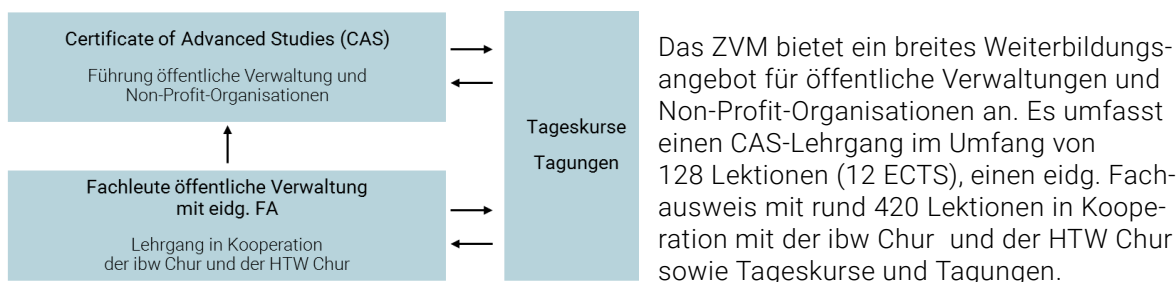 Certificate of Advanced Studies (CAS)
Führung öffentliche Verwaltung und
Non-Profit-Organisationen
Fachleute öffentliche Verwaltung
mit eidg. FA
Lehrgang in Kooperation
der ibw Chur und der HTW Chur
Tageskurse
Tagungen
Das ZVM bietet ein breites Weiterbildungs-
angebot für öffentliche Verwaltungen und
Non-Profit-Organisationen an. Es umfasst
einen CAS-Lehrgang im Umfang von
128 Lektionen (12 ECTS), einen eidg. Fach-
ausweis mit rund 420 Lektionen in Koope-
ration mit der ibw Chur und der HTW Chur
sowie Tageskurse und Tagungen.